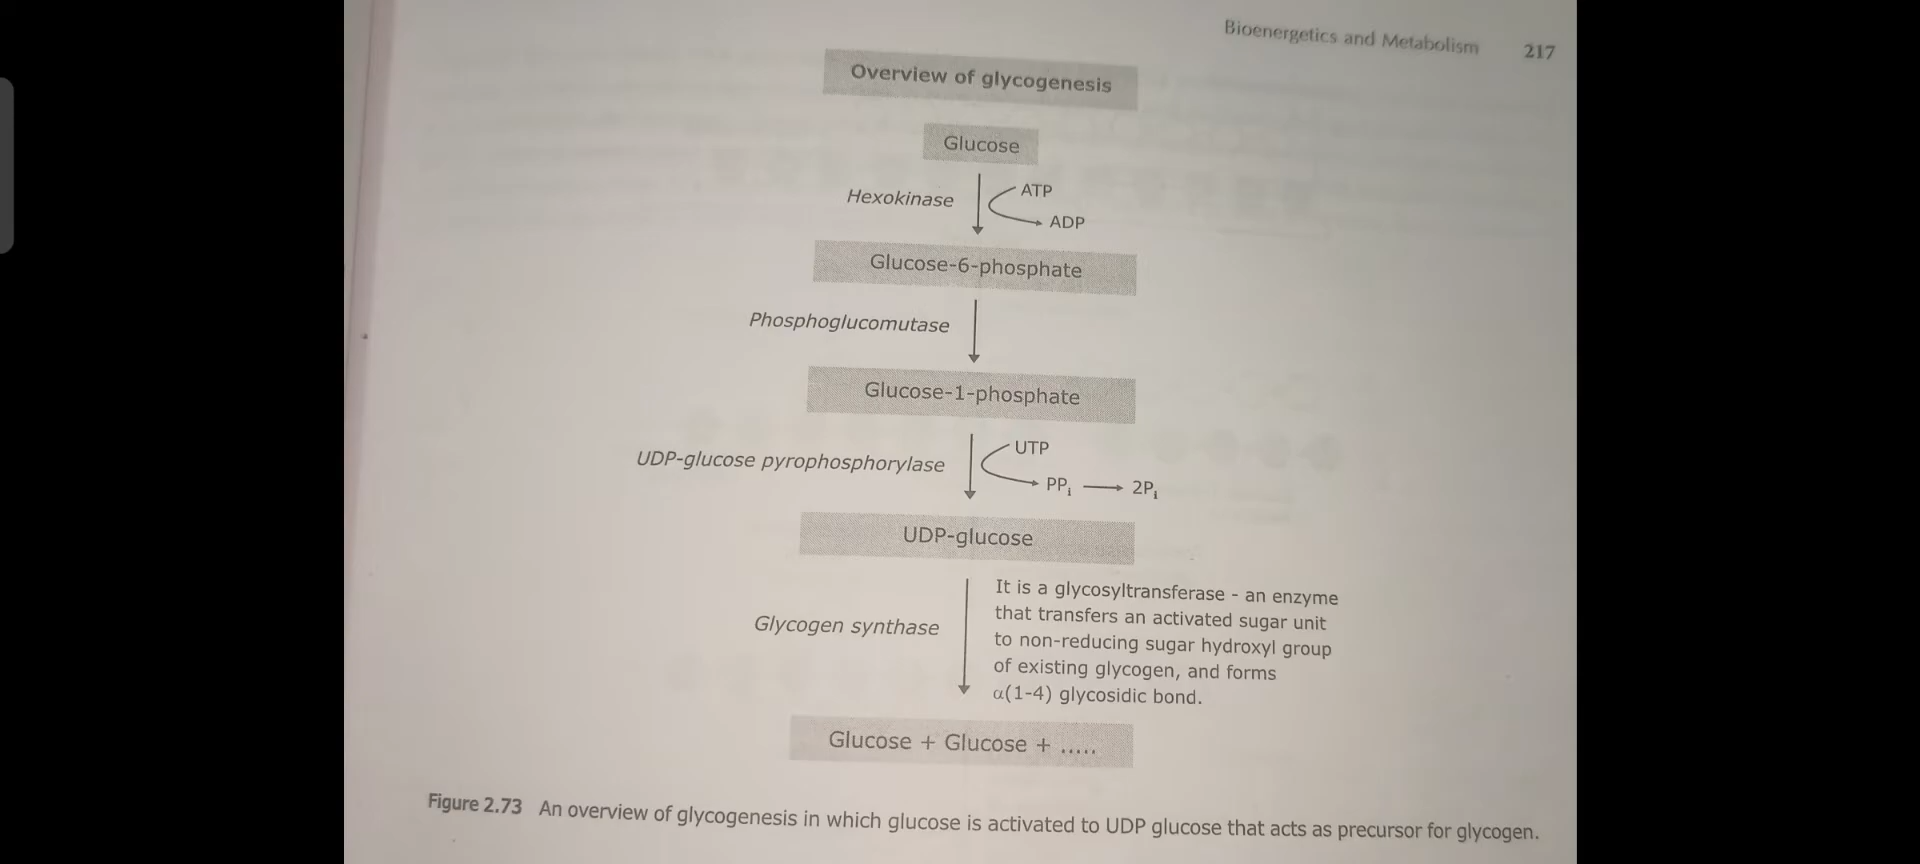 Bioenergetics and Metabolism 217
Overview of glycogenesis
Glucose
Hexokinase
ATP
ADP
Glucose-6-phosphate
Phosphoglucomutase
Glucose-1-phosphate
UDP-glucose pyrophosphorylase
UTP
PPi
2Pi
UDP-glucose
Glycogen synthase
It is a glycosyltransferase - an enzyme
that transfers an activated sugar unit
to non-reducing sugar hydroxyl group
of existing glycogen, and forms
α(1-4) glycosidic bond.
Glucose + Glucose + .....
Figure 2.73 An overview of glycogenesis in which glucose is activated to UDP glucose that acts as precursor for glycogen.